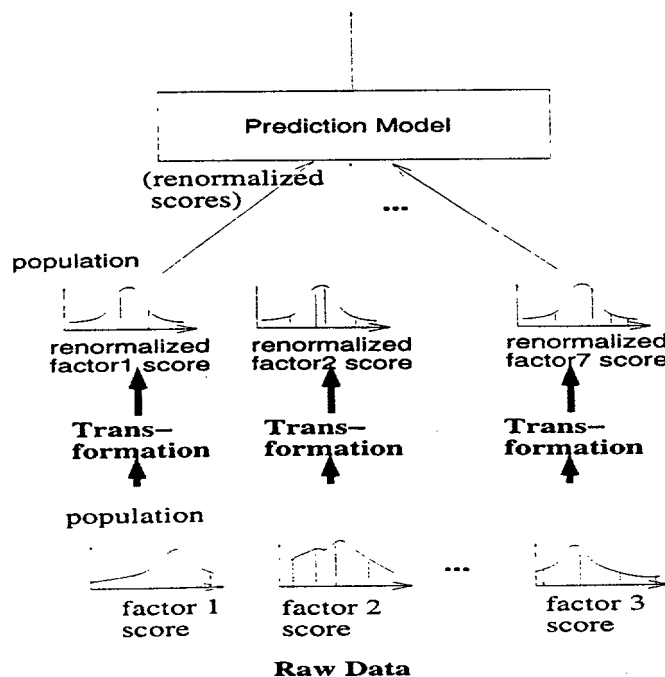 Prediction Model
(renormalized
scores)
...
population
renormalized
factor1 score
renormalized
factor2 score
renormalized
factor7 score
Trans-
formation
Trans-
formation
Trans-
formation
population
...
factor 1
score
factor 2
score
factor 3
score
Raw Data